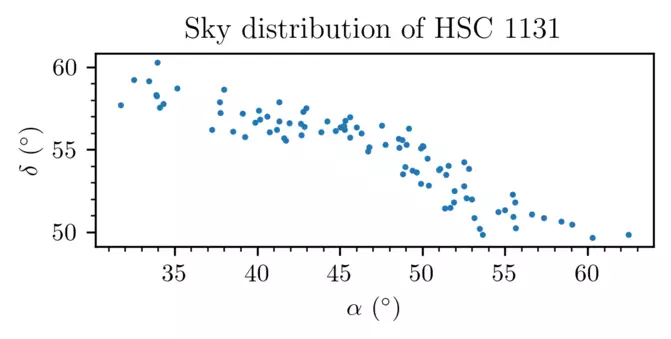 Sky distribution of HSC 1131
60
55
50
δ (°)
35 40 45 50 55 60
α (°)